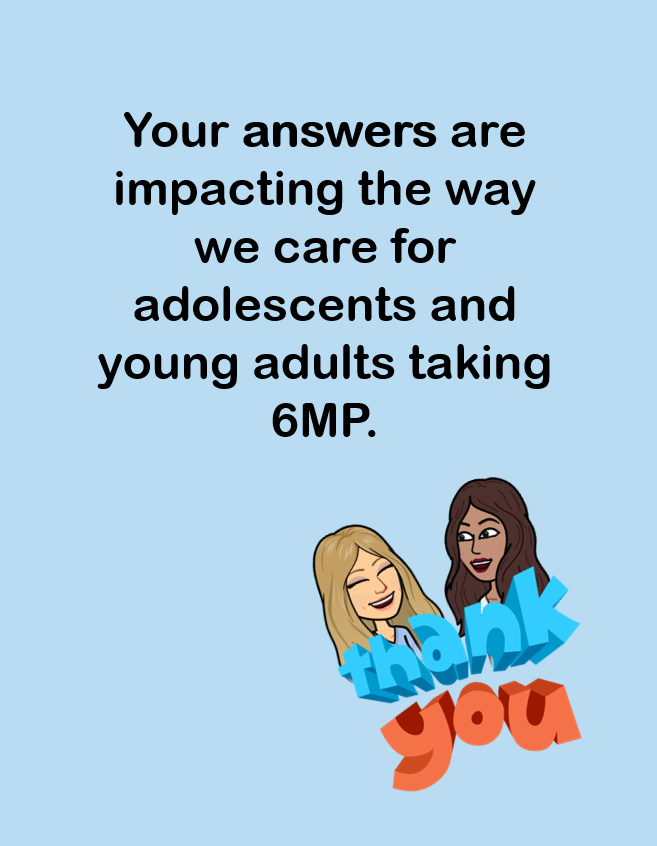 Your answers are
impacting the way
we care for
adolescents and
young adults taking
6MP.
thank
you